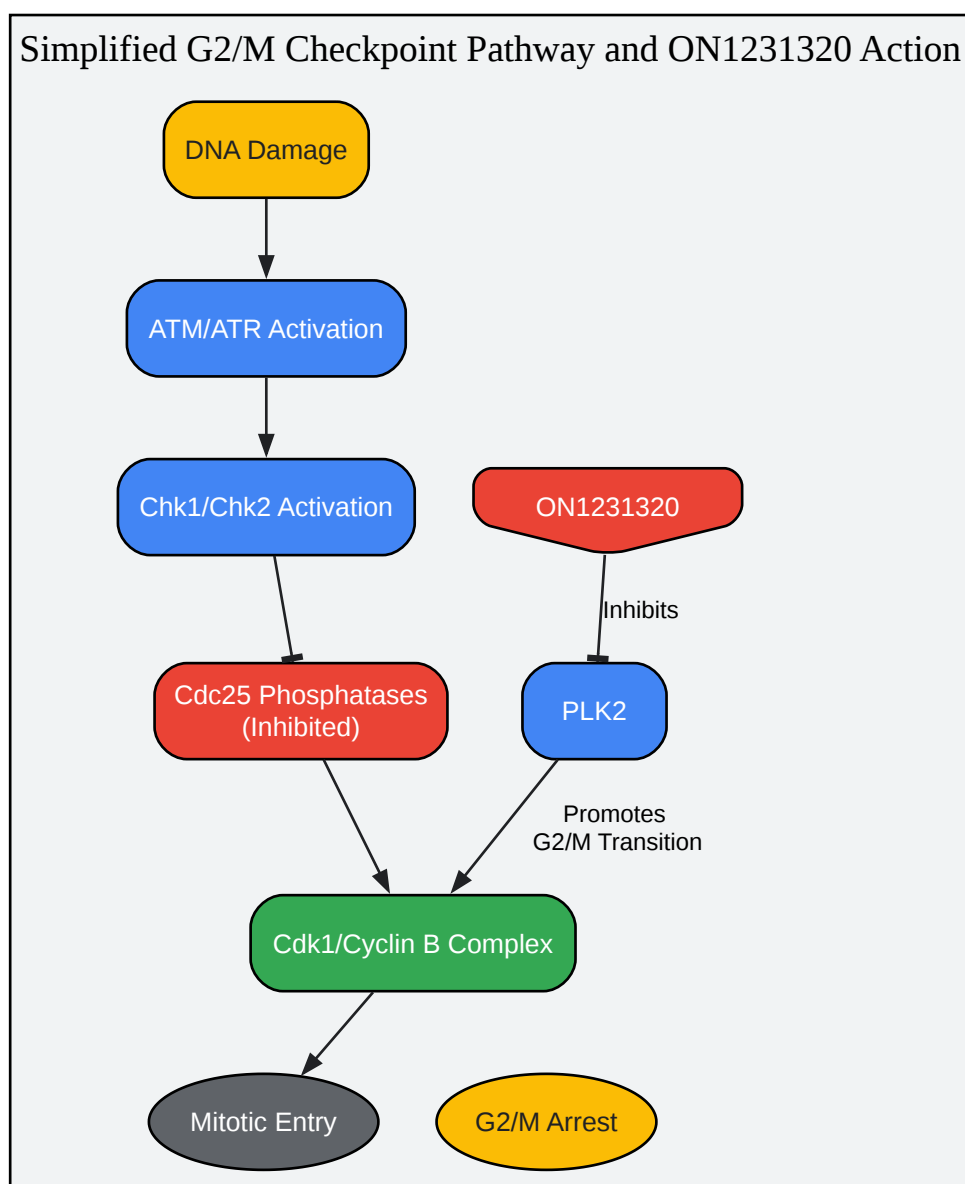 Simplified G2/M Checkpoint Pathway and ON1231320 Action
DNA Damage
ATM/ATR Activation
Chk1/Chk2 Activation
ON1231320
Inhibits
Cdc25 Phosphatases
(Inhibited)
PLK2
Promotes
G2/M Transition
Cdk1/Cyclin B Complex
Mitotic Entry
G2/M Arrest